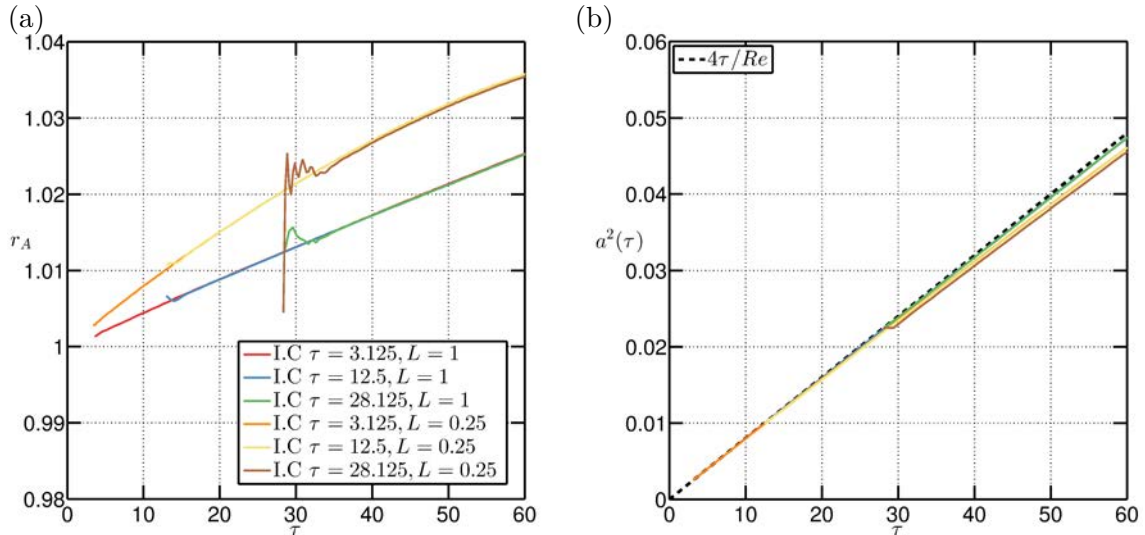 (a)
1.04
1.03
1.02
r_A
1.01
1
0.99
0.98
0 10 20 30 40 50 60
τ
I.C τ = 3.125, L = 1
I.C τ = 12.5, L = 1
I.C τ = 28.125, L = 1
I.C τ = 3.125, L = 0.25
I.C τ = 12.5, L = 0.25
I.C τ = 28.125, L = 0.25
(b)
0.06
4τ/Re
0.05
0.04
a²(τ)
0.03
0.02
0.01
0
0 10 20 30 40 50 60
τ